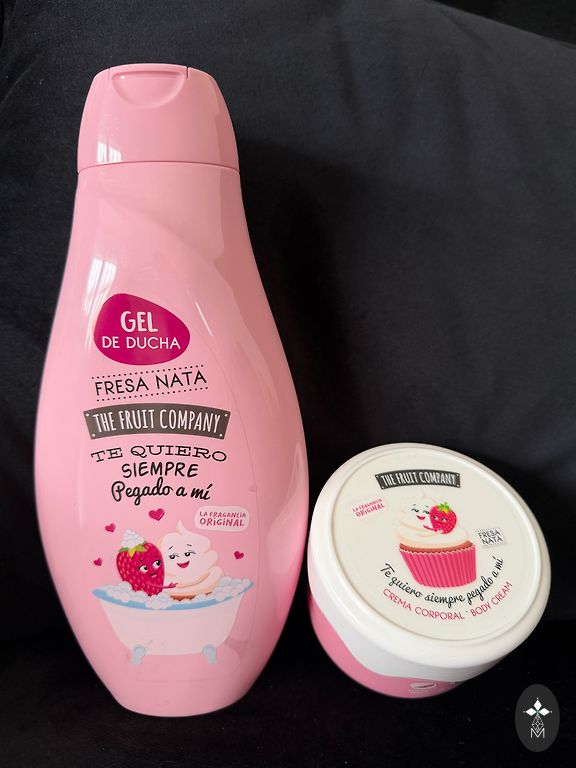 GEL
DE DUCHA
FRESA NATA
THE FRUIT COMPANY
TE QUIERO
SIEMPRE
Pegado a mí
LA FRAGANCIA
ORIGINAL
THE FRUIT COMPANY
LA FRAGANCIA
ORIGINAL
FRESA
NATA
Te quiero siempre pegado a mí
CREMA CORPORAL · BODY CREAM
M